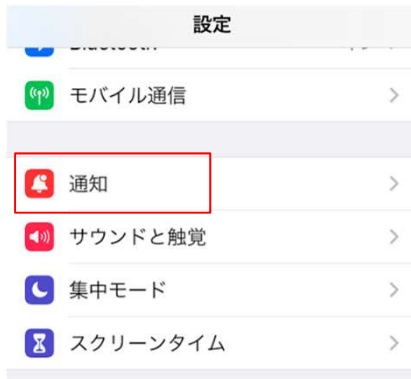 設定
モバイル通信
通知
サウンドと触覚
集中モード
スクリーンタイム